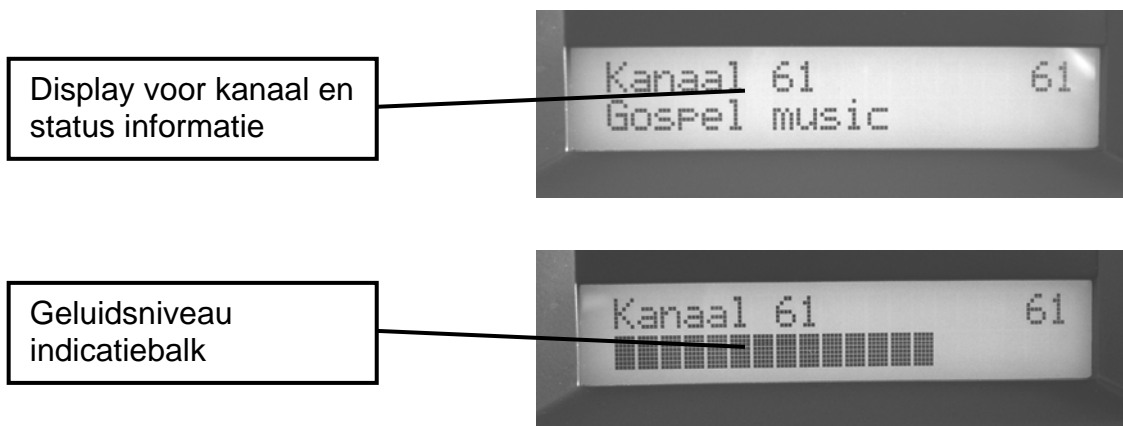 Display voor kanaal en
status informatie
Kanaal 61 61
Gospel music
Geluidsniveau
indicatiebalk
Kanaal 61 61